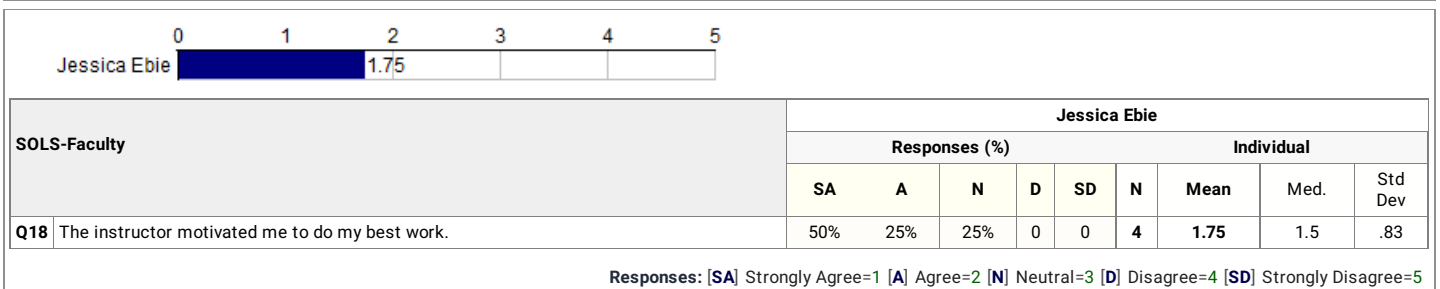 0 1 2 3 4 5
Jessica Ebie 1.75
Jessica Ebie
SOLS-Faculty
Responses (%) Individual
SA A N D SD N Mean Med. Std Dev
Q18 The instructor motivated me to do my best work. 50% 25% 25% 0 0 4 1.75 1.5 .83
Responses: [SA] Strongly Agree=1 [A] Agree=2 [N] Neutral=3 [D] Disagree=4 [SD] Strongly Disagree=5